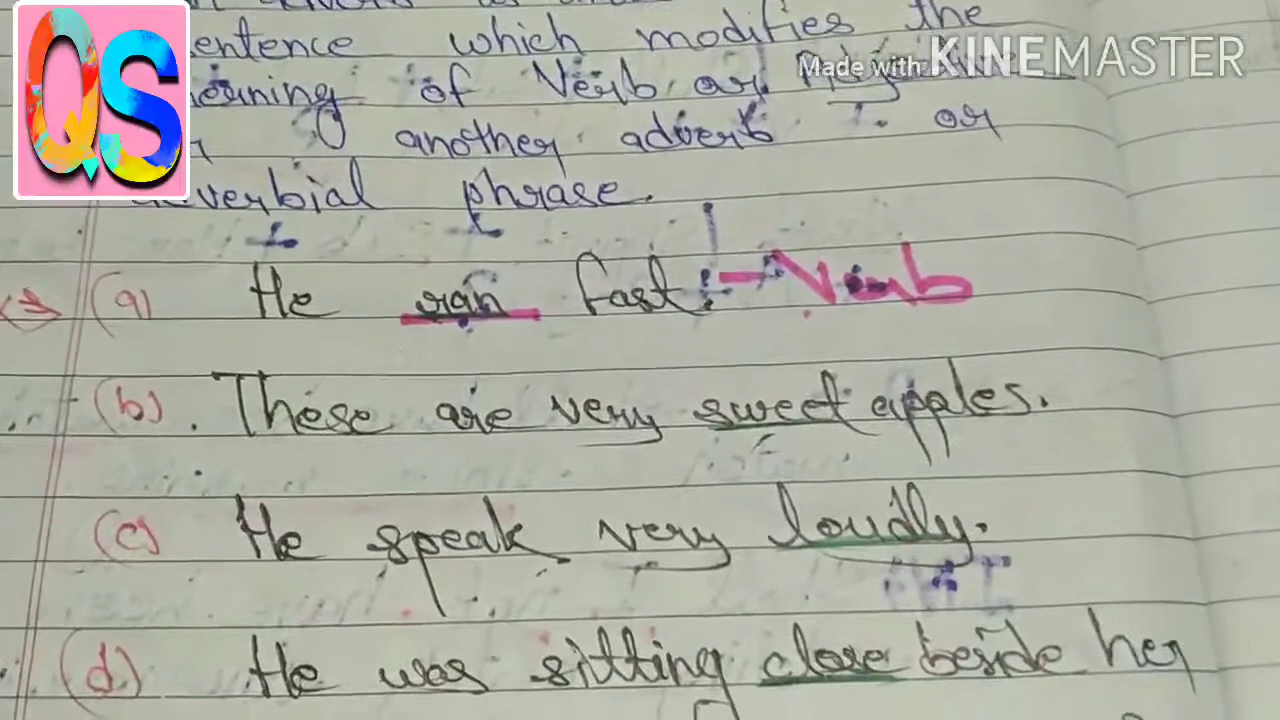 QS
entence which modifies the
Made with KINEMASTER
of Verb or
another adverb or
verbial phrase.
(a) He ran fast. - Verb
(b). These are very sweet apples.
(c) He speak very loudly.
(d) He was sitting close beside her